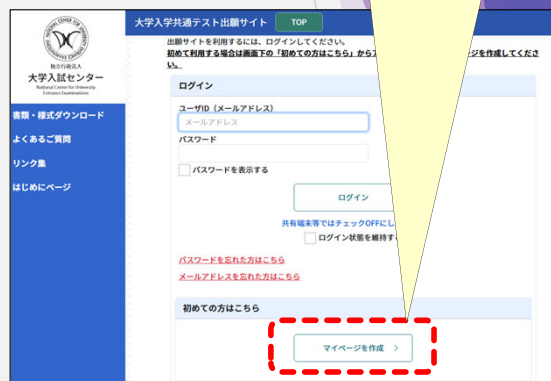 大学入学共通テスト出願サイト TOP
独立行政法人
大学入試センター
National Center for University
Entrance Examinations
書類・様式ダウンロード
よくあるご質問
リンク集
はじめにページ
出願サイトを利用するには、ログインしてください。
初めて利用する場合は画面下の「初めての方はこちら」から
ージを作成してくださ
い。
ログイン
ユーザID（メールアドレス）
メールアドレス
パスワード
パスワードを表示する
ログイン
共有端末等ではチェックOFFにし
ログイン状態を維持す
パスワードを忘れた方はこちら
メールアドレスを忘れた方はこちら
初めての方はこちら
マイページを作成 ＞